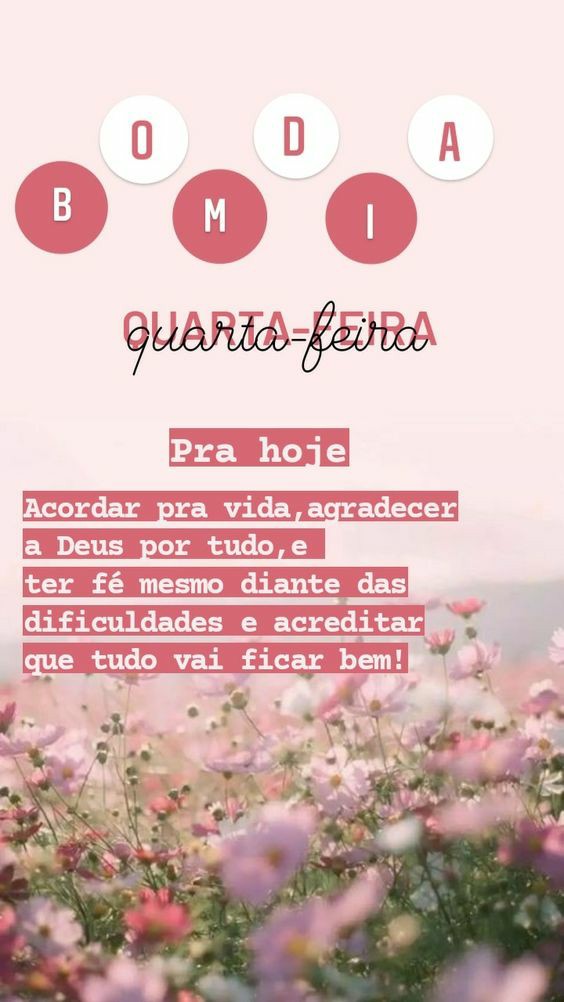 BOM DIA
QUARTA-FEIRA
quarta-feira
Pra hoje
Acordar pra vida,agradecer
a Deus por tudo,e
ter fé mesmo diante das
dificuldades e acreditar
que tudo vai ficar bem!